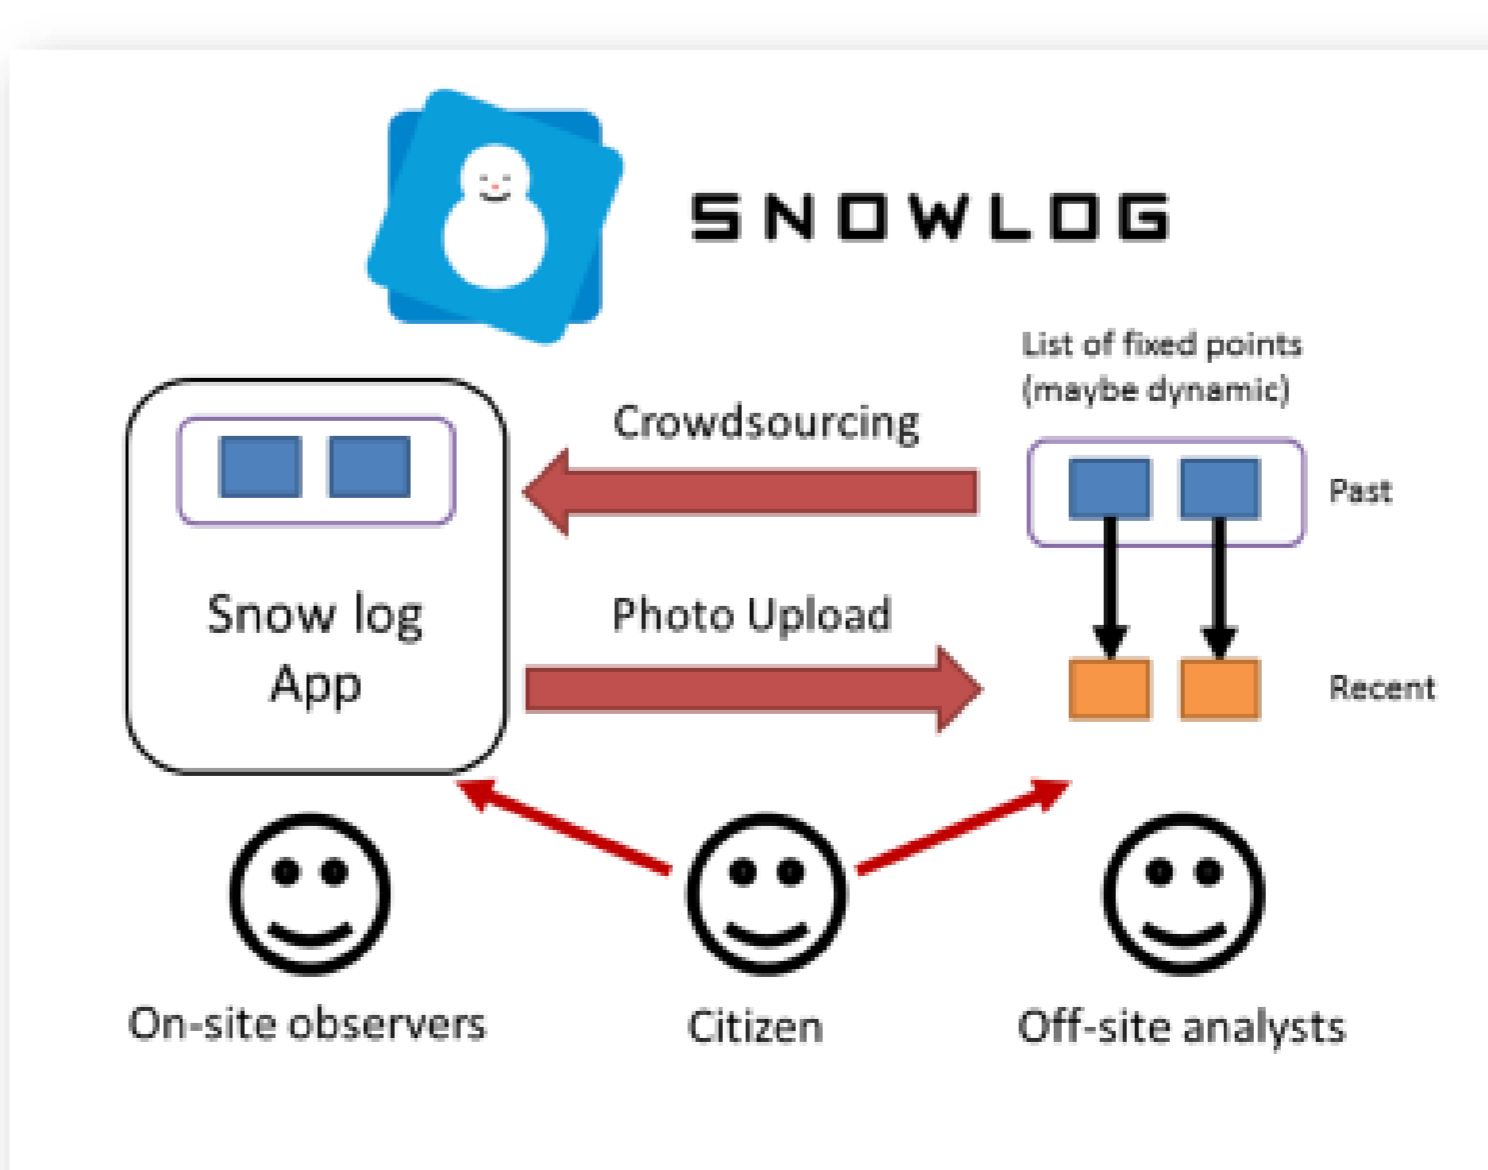 SNOWLOG
List of fixed points
(maybe dynamic)
Crowdsourcing
Past
Snow log
App
Photo Upload
Recent
On-site observers
Citizen
Off-site analysts